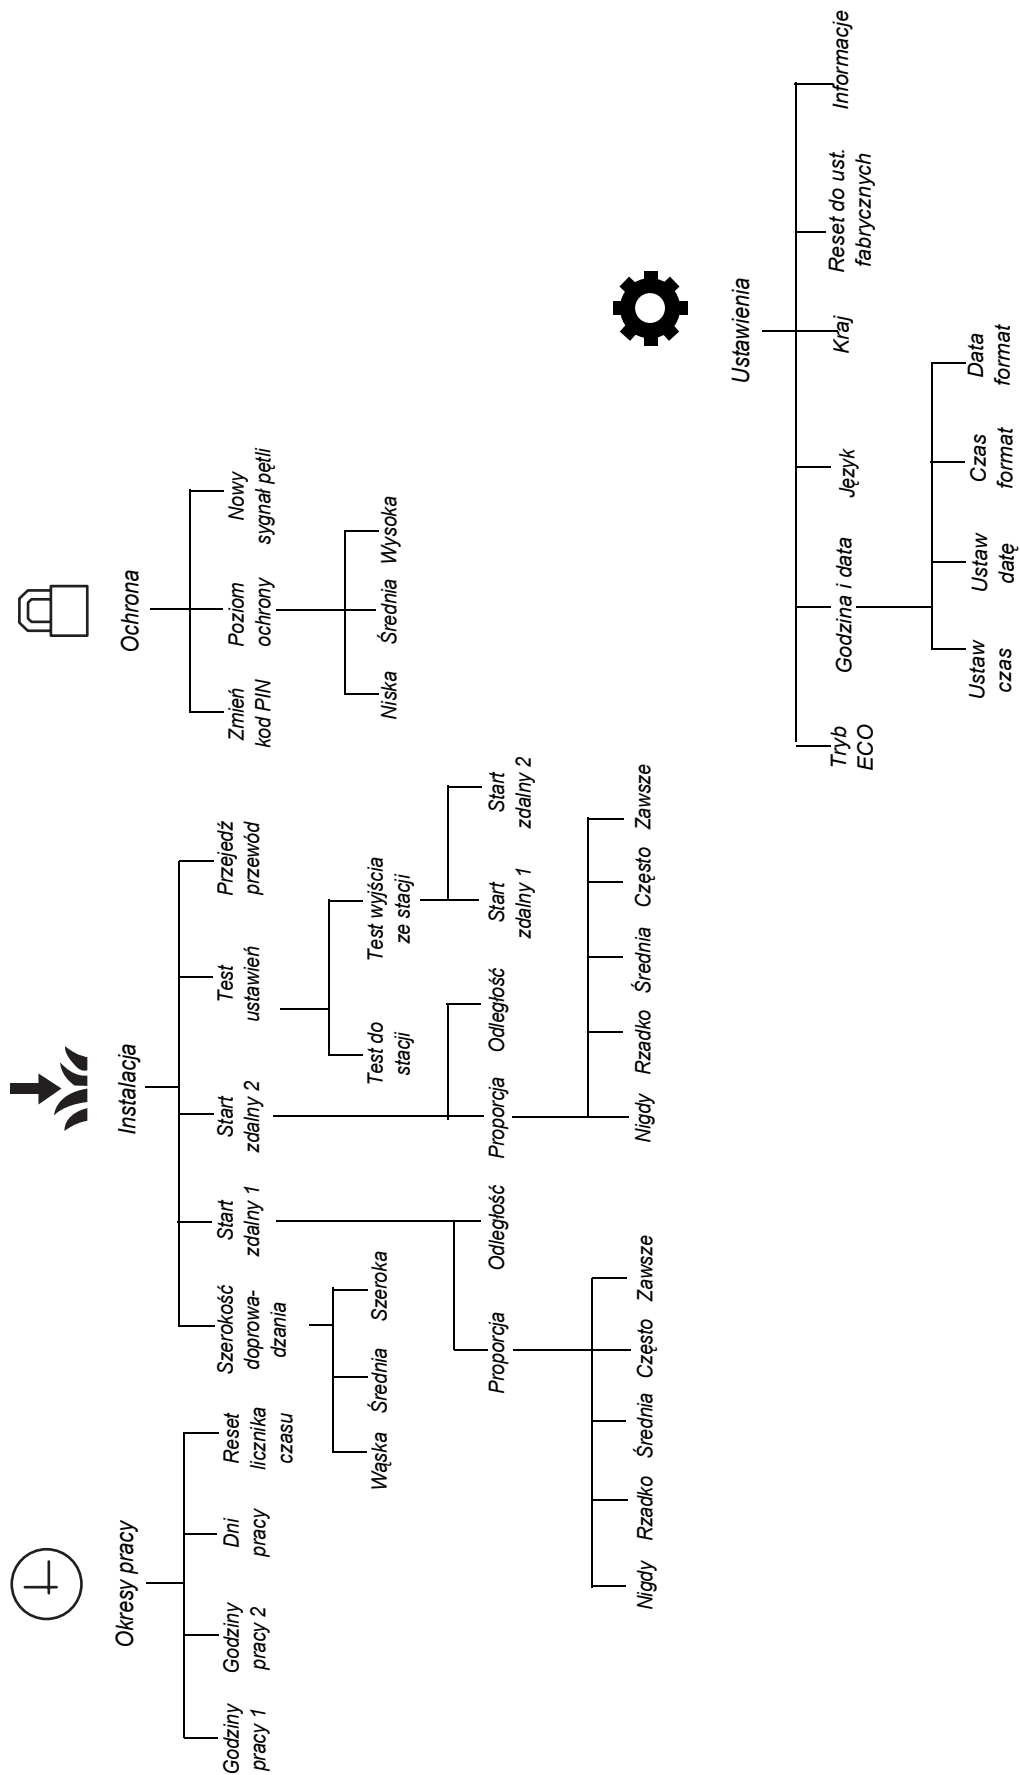 Okresy pracy
Godziny
pracy 1
Godziny
pracy 2
Dni
pracy
Reset
licznika
czasu
Instalacja
Szerokość
doprowa-
dzania
Start
zdalny 1
Start
zdalny 2
Test
ustawień
Przejedź
przewód
Wąska
Średnia
Szeroka
Test do
stacji
Test wyjścia
ze stacji
Proporcja
Odległość
Proporcja
Odległość
Start
zdalny 1
Start
zdalny 2
Nigdy
Rzadko
Średnia
Często
Zawsze
Nigdy
Rzadko
Średnia
Często
Zawsze
Ochrona
Zmień
kod PIN
Poziom
ochrony
Nowy
sygnał pętli
Niska
Średnia
Wysoka
Ustawienia
Tryb
ECO
Godzina i data
Język
Kraj
Reset do ust.
fabrycznych
Informacje
Ustaw
czas
Ustaw
datę
Czas
format
Data
format